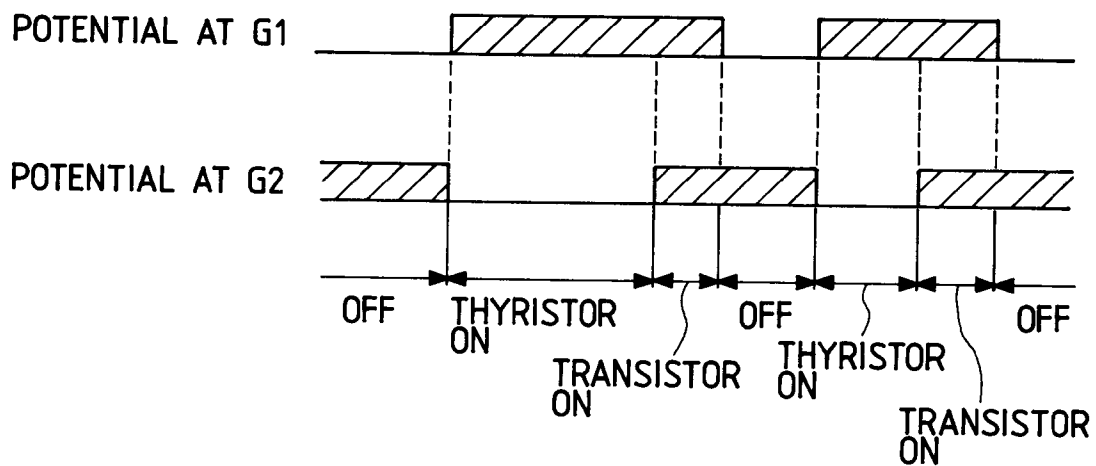 POTENTIAL AT G1
POTENTIAL AT G2
OFF
THYRISTOR
ON
TRANSISTOR
ON
OFF
THYRISTOR
ON
TRANSISTOR
ON
OFF